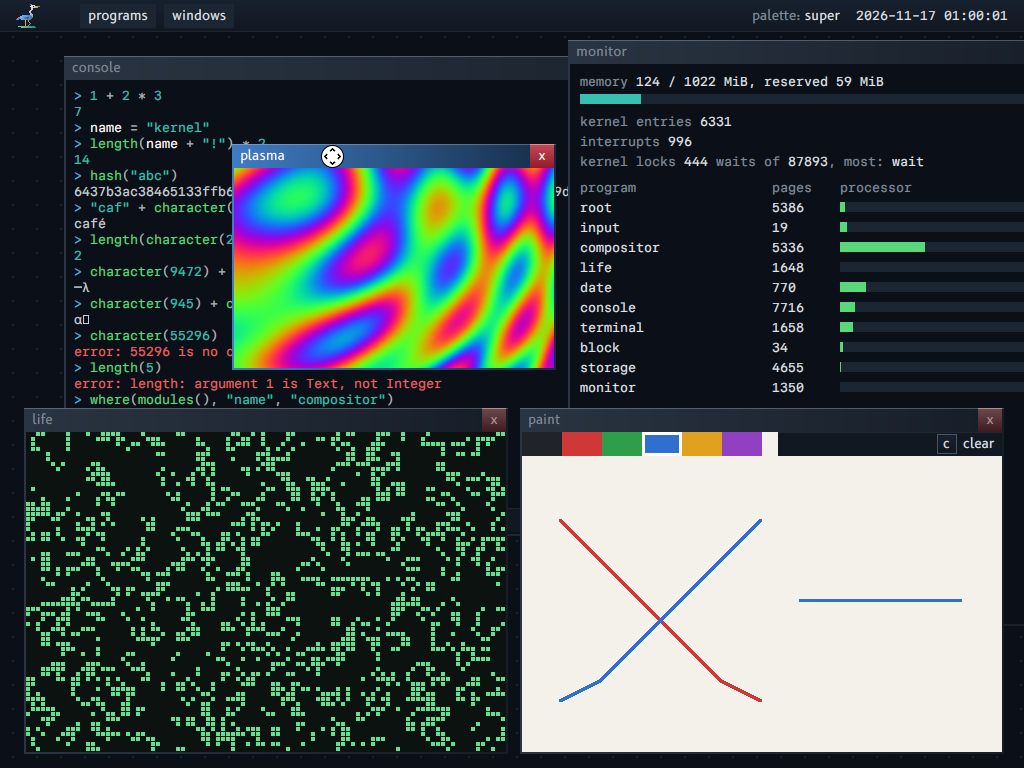 programs windows palette: super 2026-11-17 01:00:01
console
> 1 + 2 * 3
7
> name = "kernel"
> length(name + "!") * 2
14
> hash("abc")
6437b3ac38465133ffb6
> "caf" + character(
café
> length(character(2
2
> character(9472) +
─λ
> character(945) + c
α
> character(55296)
error: 55296 is no c
> length(5)
error: length: argument 1 is Text, not Integer
> where(modules(), "name", "compositor")
plasma x
monitor
memory 124 / 1022 MiB, reserved 59 MiB
kernel entries 6331
interrupts 996
kernel locks 444 waits of 87893, most: wait
program pages processor
root 5386
input 19
compositor 5336
life 1648
date 770
console 7716
terminal 1658
block 34
storage 4655
monitor 1350
life x
paint x
c clear